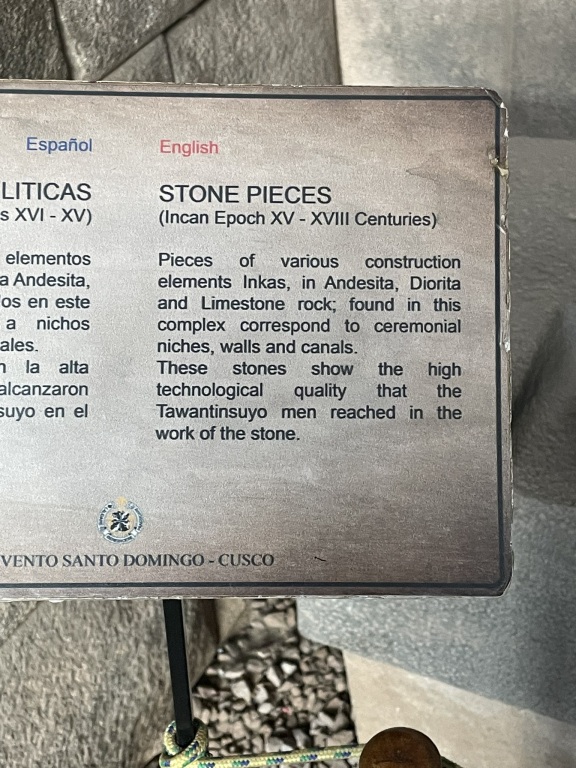 Español
LITICAS
s XVI - XV)
elementos
a Andesita,
os en este
a nichos
ales.
la alta
alcanzaron
suyo en el
English
STONE PIECES
(Incan Epoch XV - XVIII Centuries)
Pieces of various construction
elements Inkas, in Andesita, Diorita
and Limestone rock; found in this
complex correspond to ceremonial
niches, walls and canals.
These stones show the high
technological quality that the
Tawantinsuyo men reached in the
work of the stone.
VENTO SANTO DOMINGO - CUSCO